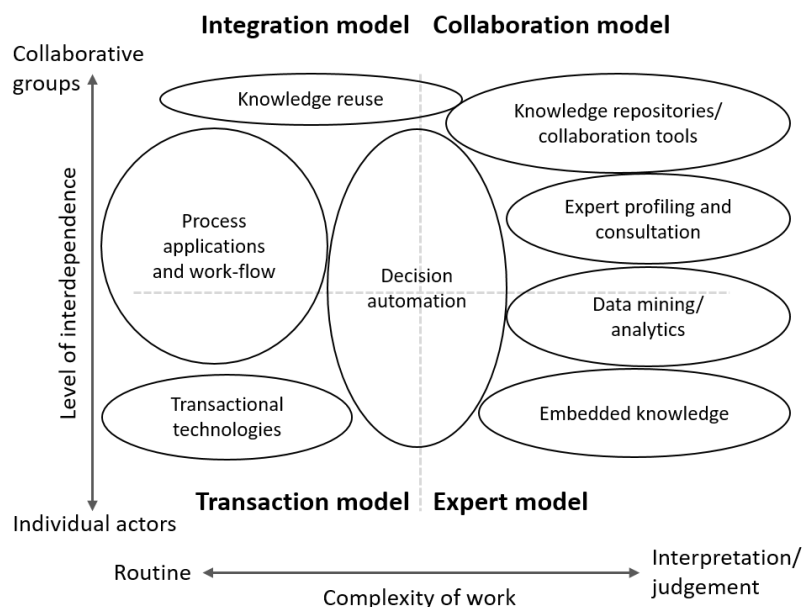 Integration model
Collaboration model
Collaborative
groups
Knowledge reuse
Knowledge repositories/
collaboration tools
Process
applications
and work-flow
Expert profiling and
consultation
Decision
automation
Data mining/
analytics
Level of interdependence
Transactional
technologies
Embedded knowledge
Transaction model
Expert model
Individual actors
Routine
Interpretation/
judgement
Complexity of work